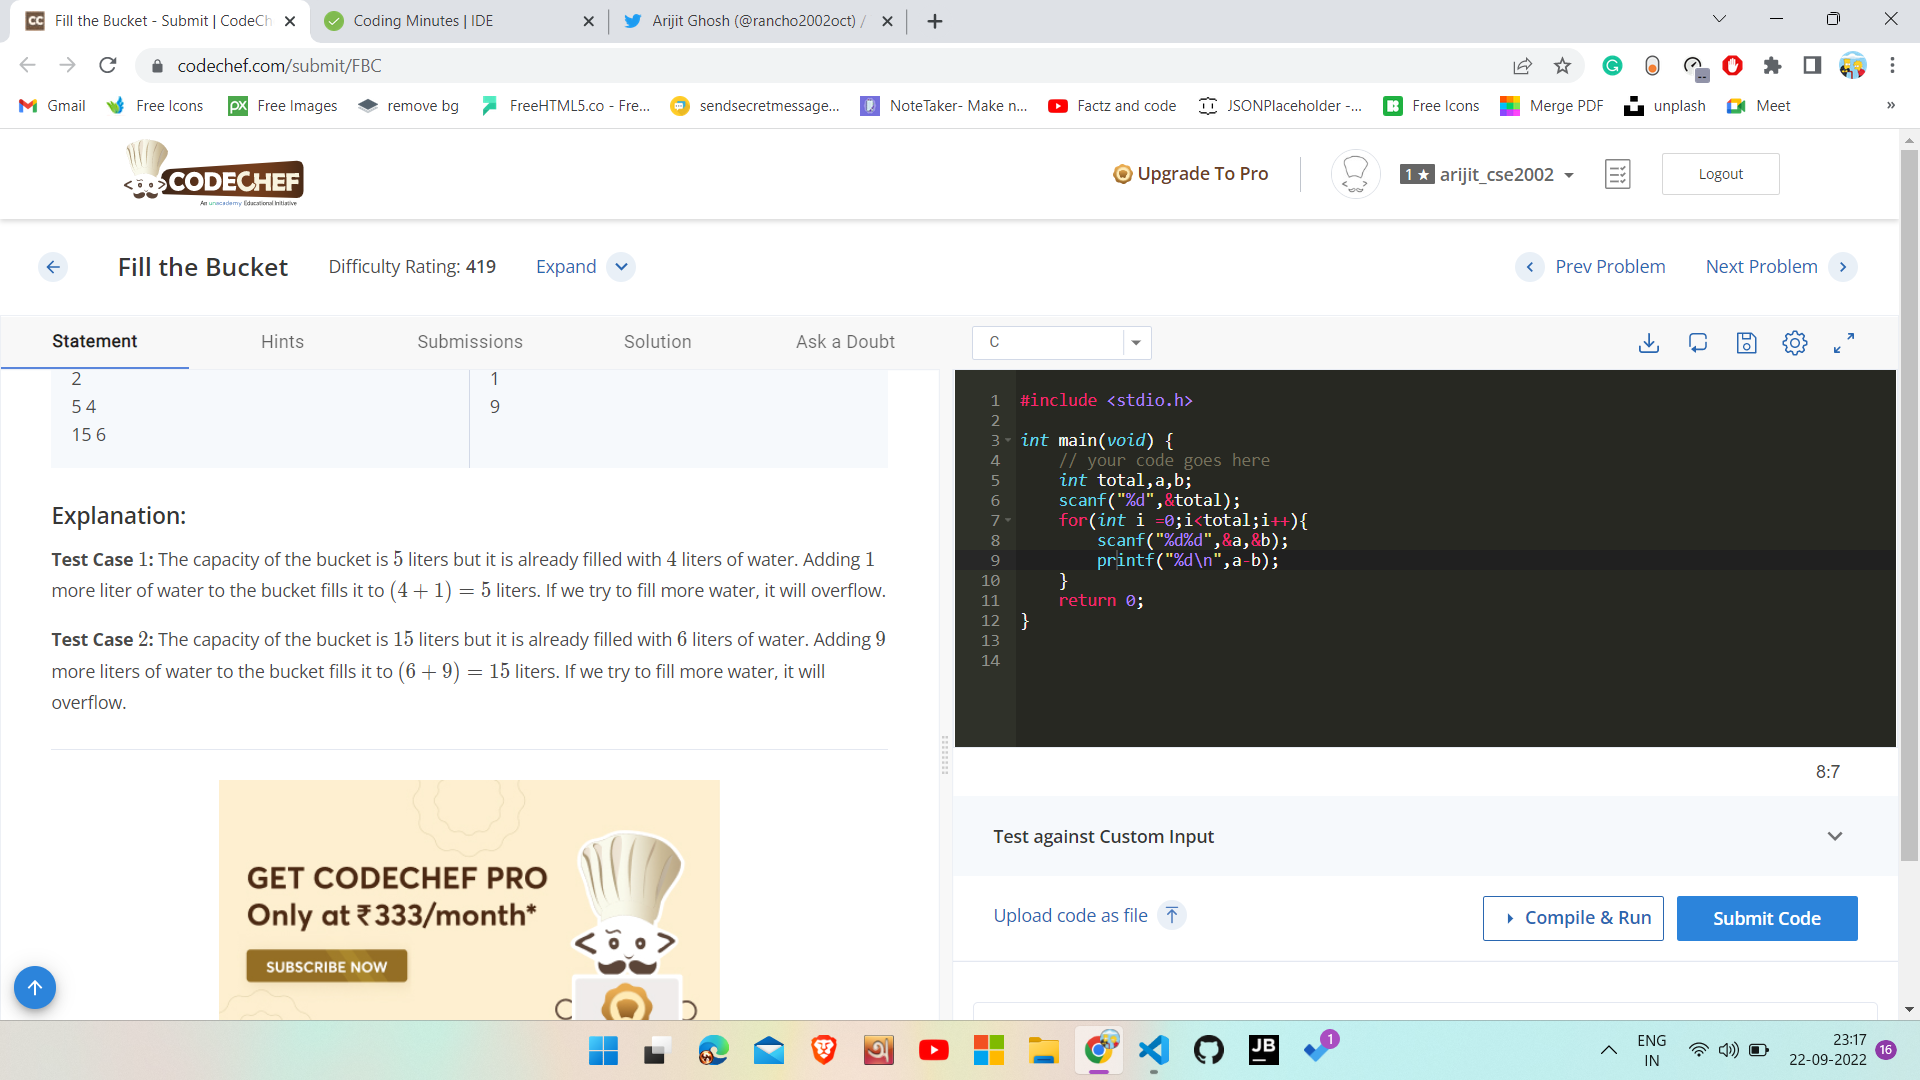 Fill the Bucket - Submit | CodeCh
Coding Minutes | IDE
Arijit Ghosh (@rancho2002oct) /
codechef.com/submit/FBC
Gmail
Free Icons
Free Images
remove bg
FreeHTML5.co - Fre...
sendsecretmessage...
NoteTaker- Make n...
Factz and code
JSONPlaceholder -...
Free Icons
Merge PDF
unplash
Meet
»
CODECHEF
An unacademy Educational Initiative
Upgrade To Pro
1★ arijit_cse2002
Logout
Fill the Bucket
Difficulty Rating: 419
Expand
Prev Problem
Next Problem
Statement
Hints
Submissions
Solution
Ask a Doubt
2
5 4
15 6
1
9
Explanation:
Test Case 1: The capacity of the bucket is 5 liters but it is already filled with 4 liters of water. Adding 1
more liter of water to the bucket fills it to (4 + 1) = 5 liters. If we try to fill more water, it will overflow.
Test Case 2: The capacity of the bucket is 15 liters but it is already filled with 6 liters of water. Adding 9
more liters of water to the bucket fills it to (6 + 9) = 15 liters. If we try to fill more water, it will
overflow.
GET CODECHEF PRO
Only at ₹333/month*
SUBSCRIBE NOW
C
1 #include <stdio.h>
2
3 int main(void) {
4 // your code goes here
5 int total,a,b;
6 scanf("%d",&total);
7 for(int i =0;i<total;i++){
8 scanf("%d%d",&a,&b);
9 printf("%d\n",a-b);
10 }
11 return 0;
12 }
13
14
8:7
Test against Custom Input
Upload code as file
Compile & Run
Submit Code
অ
JB
1
ENG
IN
23:17
22-09-2022
16